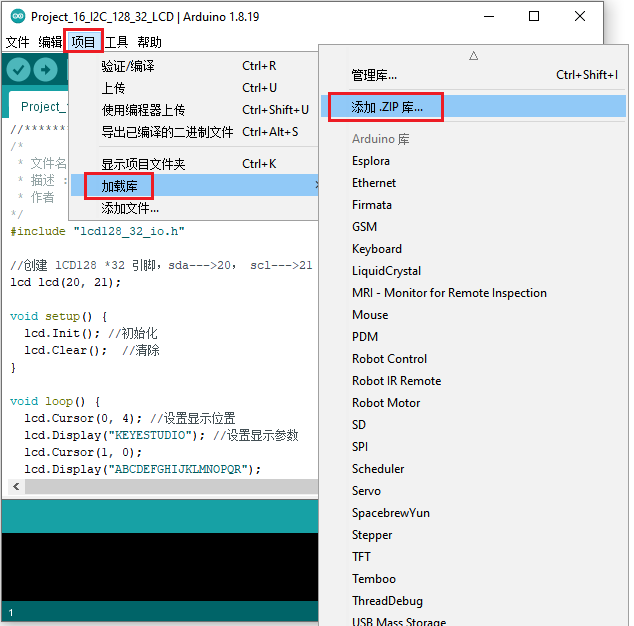 Project_16_I2C_128_32_LCD | Arduino 1.8.19
文件 编辑 项目 工具 帮助
验证/编译 Ctrl+R
上传 Ctrl+U
使用编程器上传 Ctrl+Shift+U
导出已编译的二进制文件 Ctrl+Alt+S
显示项目文件夹 Ctrl+K
加载库
添加文件...
管理库... Ctrl+Shift+I
添加 .ZIP 库...
Arduino 库
Esplora
Ethernet
Firmata
GSM
Keyboard
LiquidCrystal
MRI - Monitor for Remote Inspection
Mouse
PDM
Robot Control
Robot IR Remote
Robot Motor
SD
SPI
Scheduler
Servo
SpacebrewYun
Stepper
TFT
Temboo
ThreadDebug
USB Mass Storage
Project_
//*******
/*
* 文件名
* 描述 :
* 作者
*/
#include "lcd128_32_io.h"
//创建 lCD128 *32 引脚，sda--->20， scl--->21
lcd lcd(20, 21);
void setup() {
lcd.Init(); //初始化
lcd.Clear(); //清除
}
void loop() {
lcd.Cursor(0, 4); //设置显示位置
lcd.Display("KEYESTUDIO"); //设置显示参数
lcd.Cursor(1, 0);
lcd.Display("ABCDEFGHIJKLMNOPQR");
1